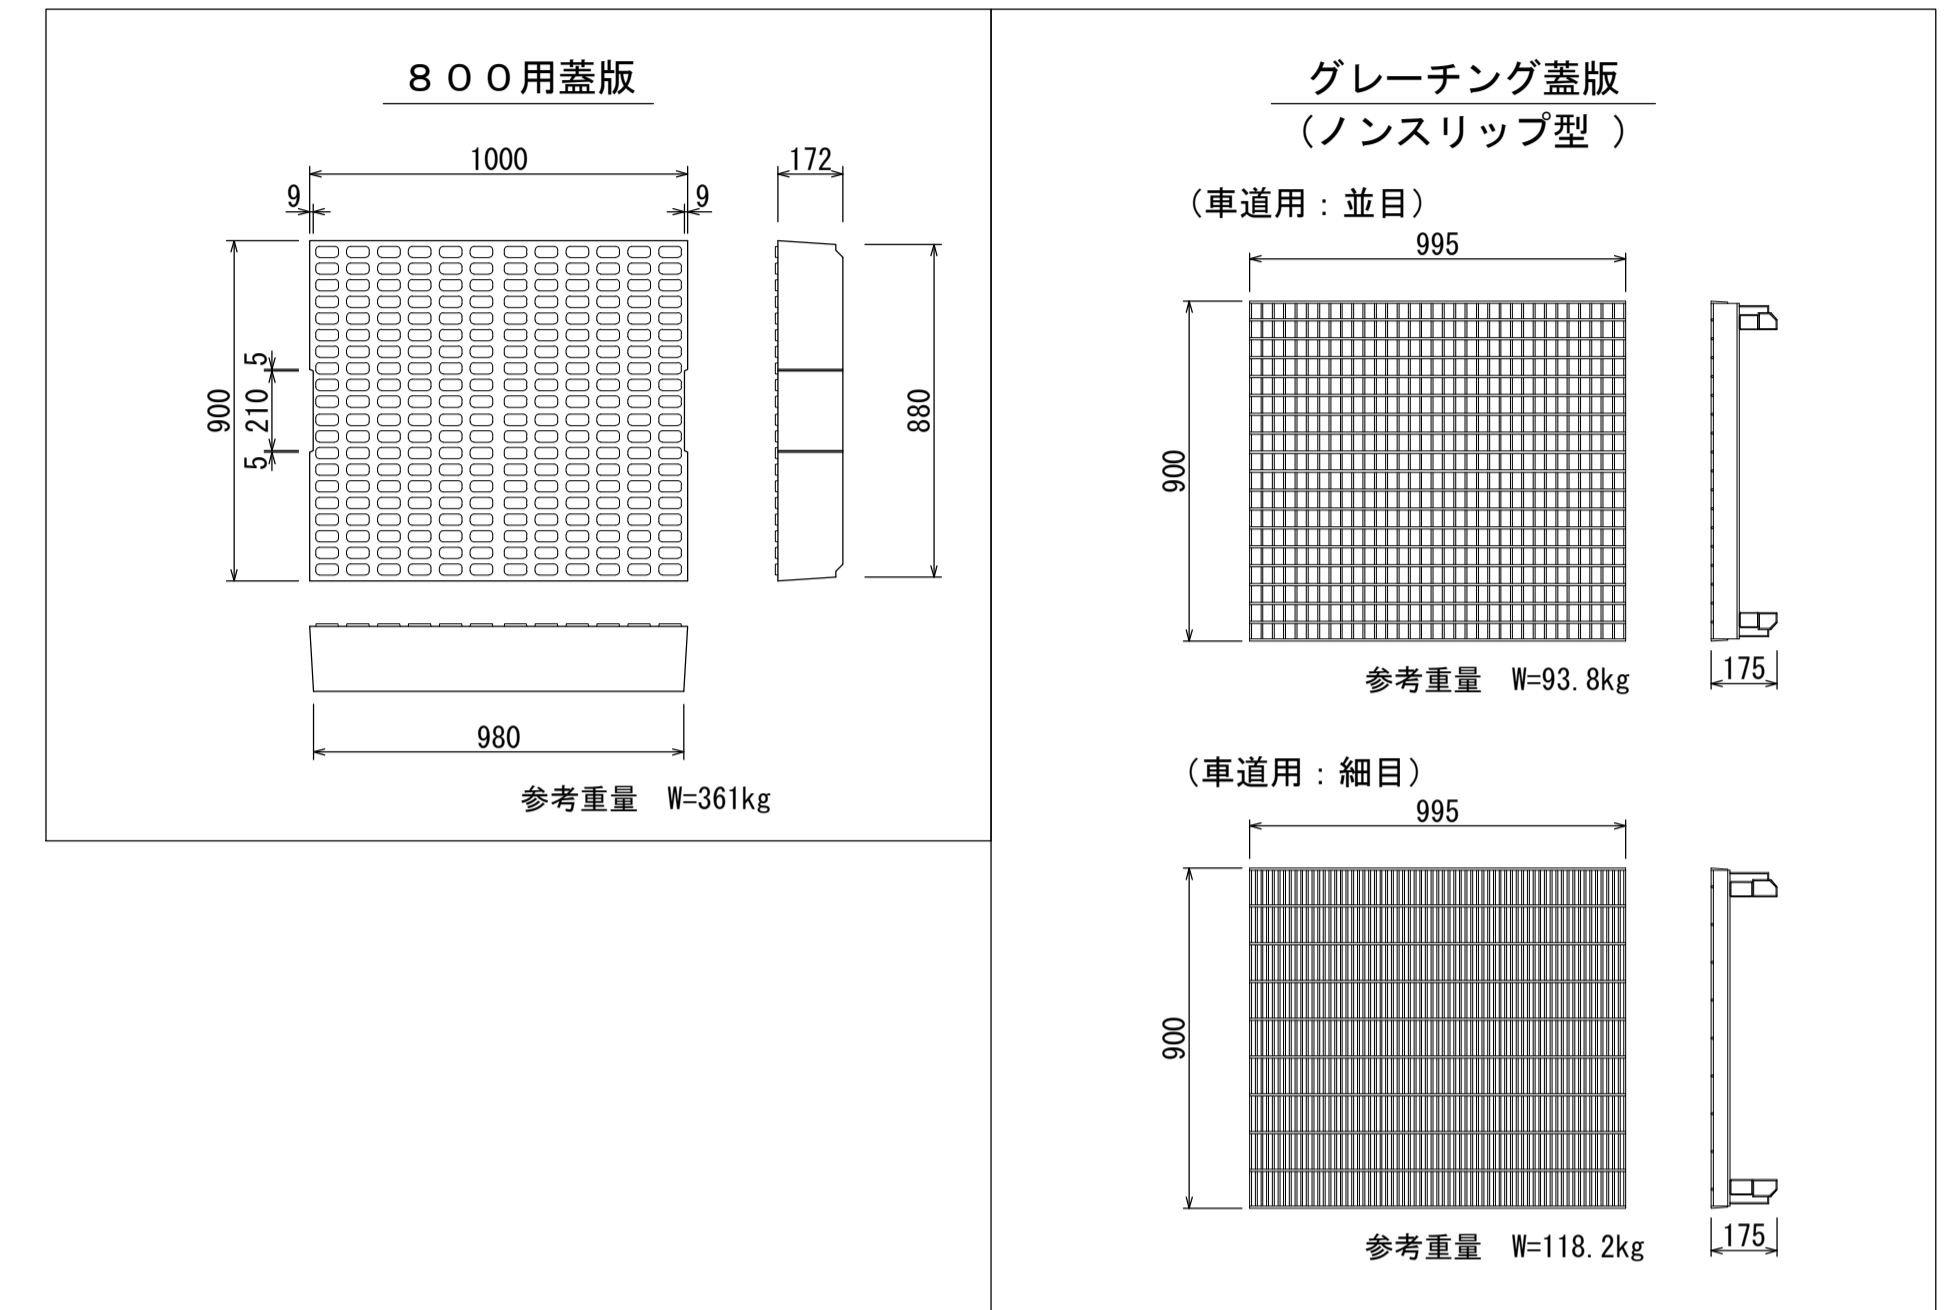 ８００用蓋版
1000
172
9
9
900
5
210
5
880
980
参考重量 W=361kg
グレーチング蓋版
（ノンスリップ型 ）
（車道用：並目）
995
900
175
参考重量 W=93.8kg
（車道用：細目）
995
900
175
参考重量 W=118.2kg